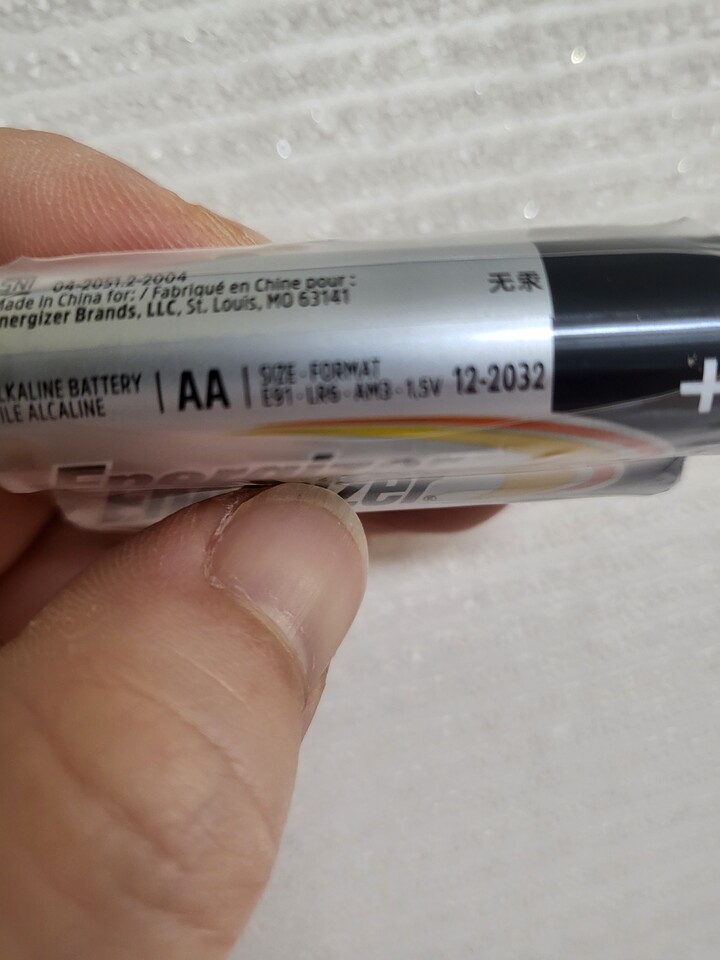 SNI 04-2051.2-2004
Made in China for: / Fabriqué en Chine pour :
nergizer Brands, LLC, St. Louis, MO 63141
无汞
LKALINE BATTERY
ILE ALCALINE
AA
SIZE · FORMAT
E91 · LR6 · AM3 · 1,5V
12-2032
+
Energizer